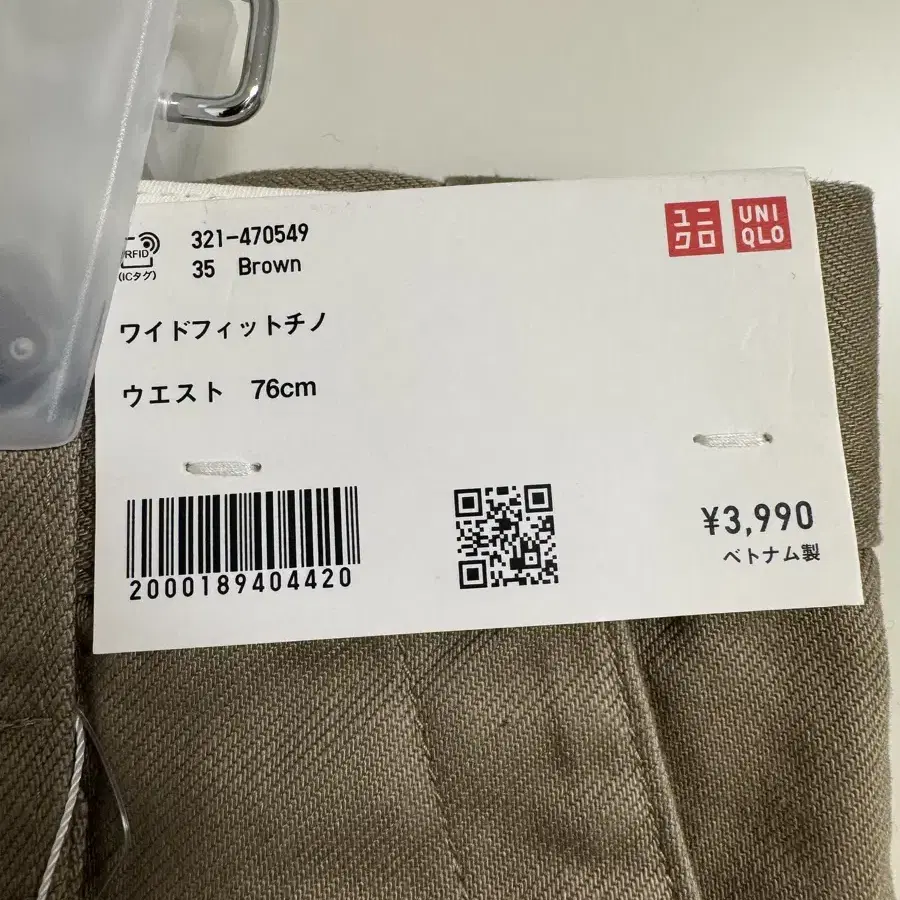 321-470549
ユニ
クロ
UNI
QLO
RFID
(ICタグ)
35 Brown
ワイドフィットチノ
ウエスト 76cm
2000189404420
¥3,990
ベトナム製